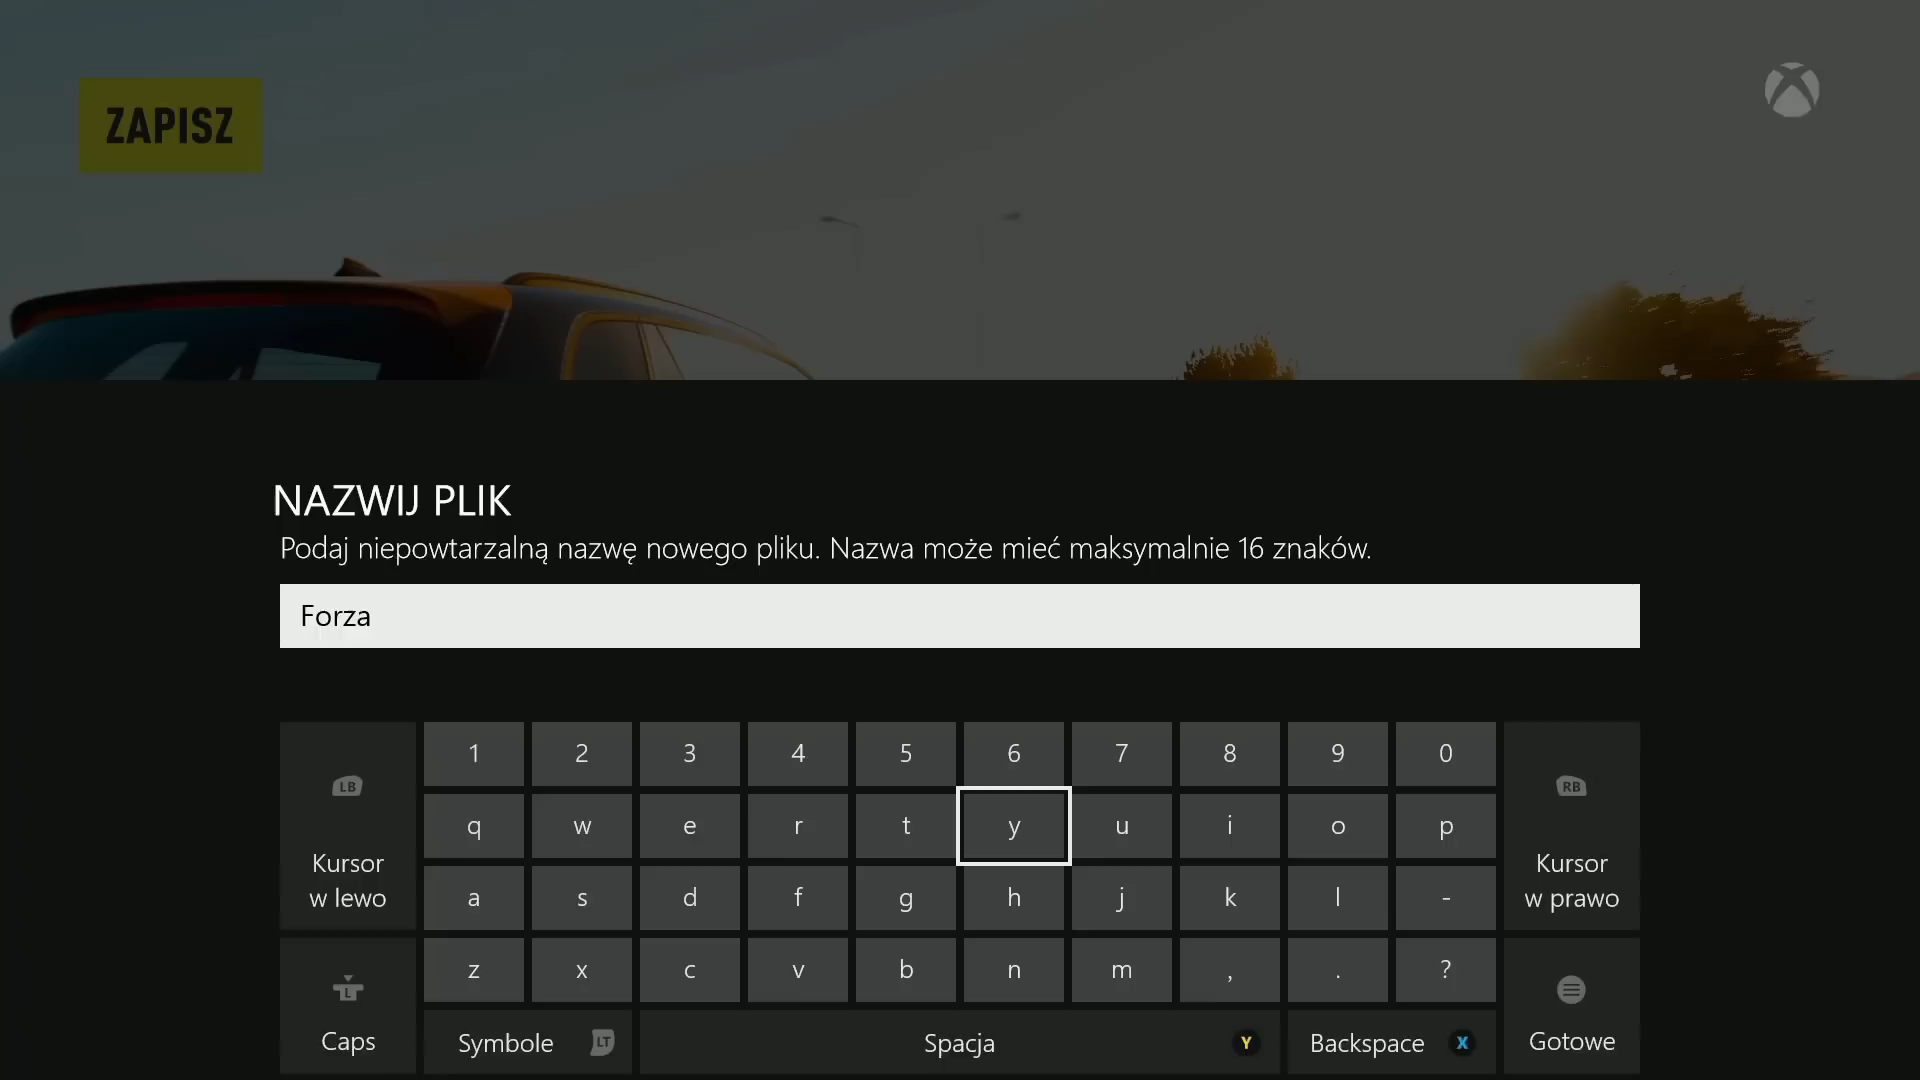 ZAPISZ
NAZWIJ PLIK
Podaj niepowtarzalną nazwę nowego pliku. Nazwa może mieć maksymalnie 16 znaków.
Forza
1 2 3 4 5 6 7 8 9 0
LB RB
q w e r t y u i o p
Kursor w lewo
Kursor w prawo
a s d f g h j k l -
z x c v b n m , . ?
L
Caps
Symbole LT Spacja Y Backspace X
Gotowe